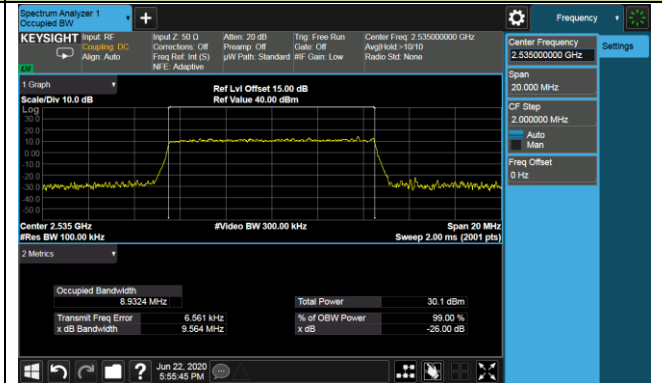 Spectrum Analyzer 1
Occupied BW
+
Frequency
KEYSIGHT
Input: RF
Coupling: DC
Align: Auto
Input Z: 50 Ω
Corrections: Off
Freq Ref: Int (S)
NFE: Adaptive
Atten: 20 dB
Preamp: Off
µW Path: Standard
Trig: Free Run
Gate: Off
#IF Gain: Low
Center Freq: 2.535000000 GHz
Avg|Hold:>10/10
Radio Std: None
LXI
Center Frequency
2.535000000 GHz
Settings
Span
20.000 MHz
CF Step
2.000000 MHz
Auto
Man
Freq Offset
0 Hz
1 Graph
Scale/Div 10.0 dB
Ref Lvl Offset 15.00 dB
Ref Value 40.00 dBm
Log
30.0
20.0
10.0
0.00
-10.0
-20.0
-30.0
-40.0
-50.0
Center 2.535 GHz
#Res BW 100.00 kHz
#Video BW 300.00 kHz
Span 20 MHz
Sweep 2.00 ms (2001 pts)
2 Metrics
Occupied Bandwidth
8.9324 MHz
Total Power 30.1 dBm
Transmit Freq Error 6.561 kHz
% of OBW Power 99.00 %
x dB Bandwidth 9.564 MHz
x dB -26.00 dB
?
Jun 22, 2020
5:55:45 PM